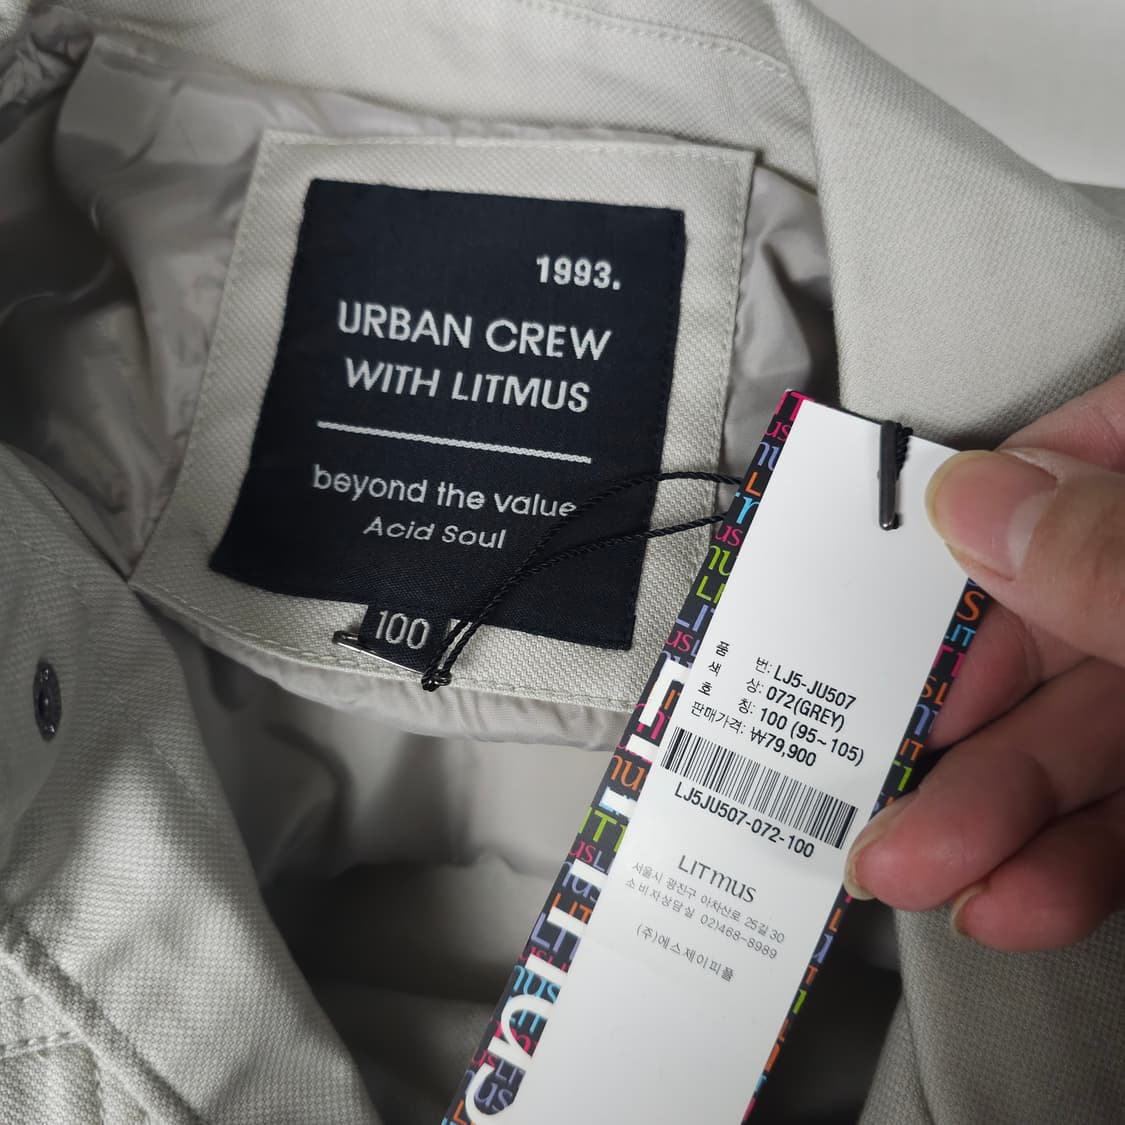 1993.
URBAN CREW
WITH LITMUS
beyond the value
Acid Soul
100
품 번: LJ5-JU507
색 상: 072(GREY)
호 칭: 100 (95~105)
판매가격: ₩79,900
LJ5JU507-072-100
LITmus
서울시 광진구 아차산로 25길 30
소비자상담실 02)468-8989
(주)에스제이피플